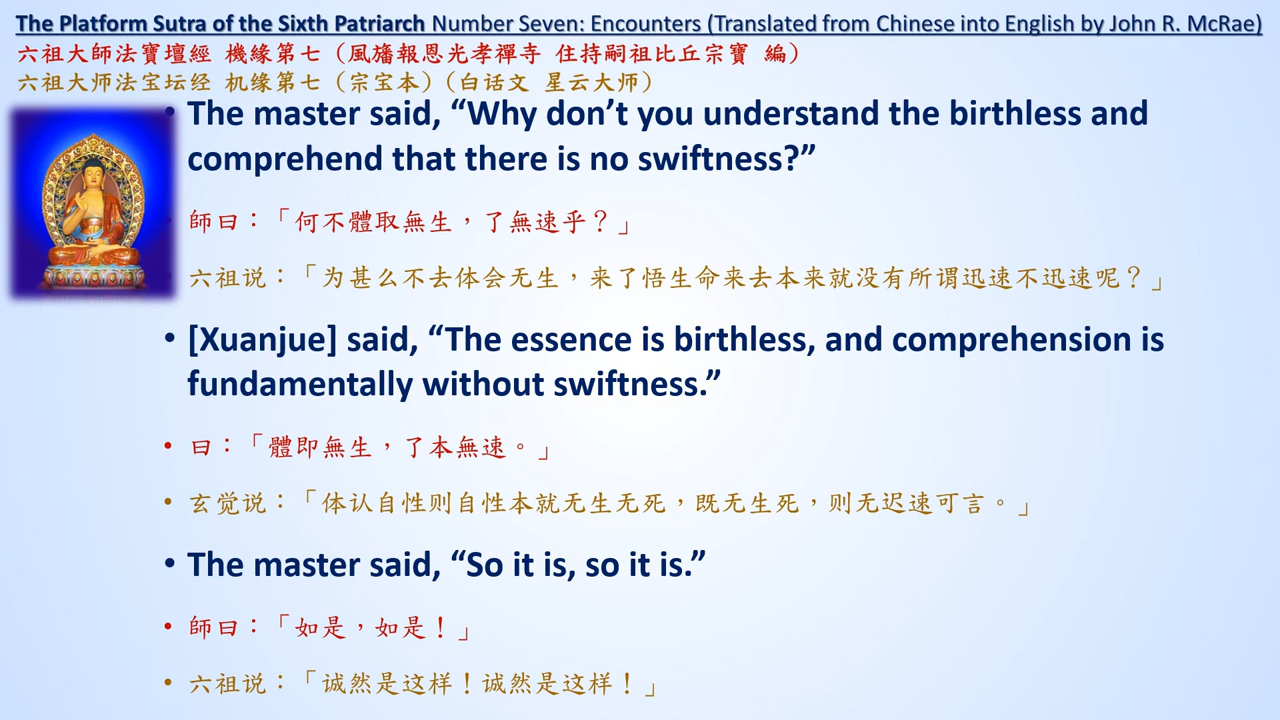 The Platform Sutra of the Sixth Patriarch Number Seven: Encounters (Translated from Chinese into English by John R. McRae)
六祖大師法寶壇經 機緣第七（風旛報恩光孝禪寺 住持嗣祖比丘宗寶 編）
六祖大师法宝坛经 机缘第七（宗宝本）（白话文 星云大师）
• The master said, “Why don’t you understand the birthless and
comprehend that there is no swiftness?”
師曰：「何不體取無生，了無速乎？」
六祖说：「为甚么不去体会无生，来了悟生命来去本来就没有所谓迅速不迅速呢？」
• [Xuanjue] said, “The essence is birthless, and comprehension is
fundamentally without swiftness.”
• 曰：「體即無生，了本無速。」
• 玄觉说：「体认自性则自性本就无生无死，既无生死，则无迟速可言。」
• The master said, “So it is, so it is.”
• 師曰：「如是，如是！」
• 六祖说：「诚然是这样！诚然是这样！」